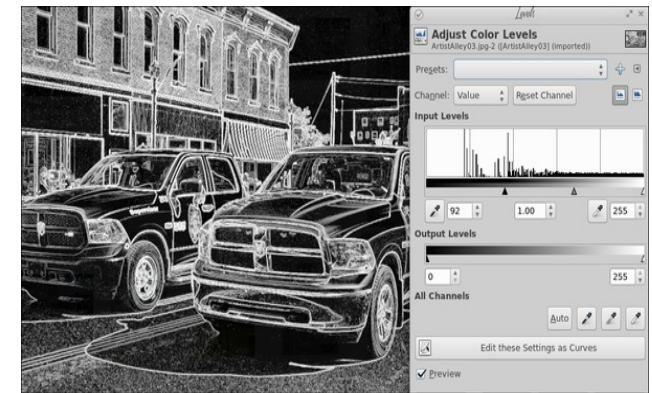 Levels
Adjust Color Levels
ArtistAlley03.jpg-2 ([ArtistAlley03] (imported))
Presets:
Channel: Value Reset Channel
Input Levels
92 1.00 255
Output Levels
0 255
All Channels
Auto
Edit these Settings as Curves
Preview